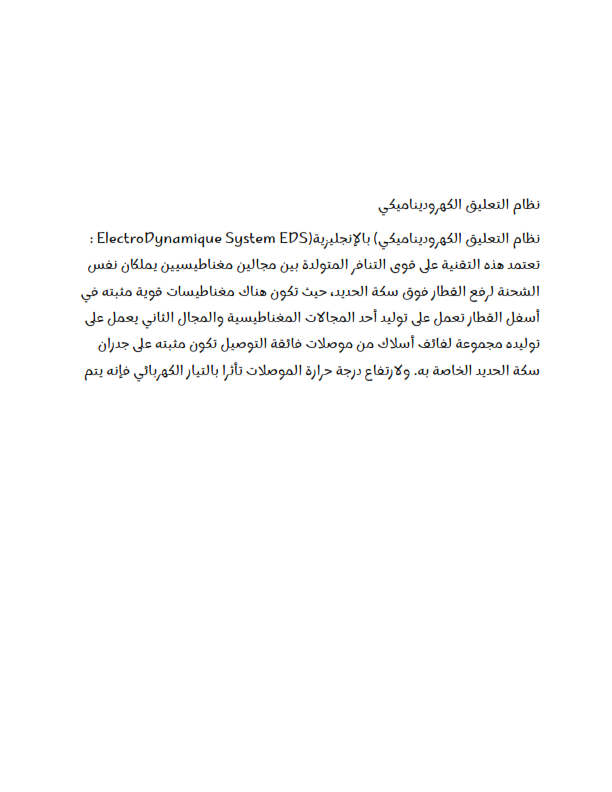 نظام التعليق الكهروديناميكي
نظام التعليق الكهروديناميكي) بالإنجليزية(ElectroDynamique System EDS :
تعتمد هذه التقنية على قوى التنافر المتولدة بين مجالين مغناطيسيين يملكان نفس
الشحنة لرفع القطار فوق سكة الحديد، حيث تكون هناك مغناطيسات قوية مثبته في
أسفل القطار تعمل على توليد أحد المجالات المغناطيسية والمجال الثاني يعمل على
توليده مجموعة لفائف أسلاك من موصلات فائقة التوصيل تكون مثبته على جدران
سكة الحديد الخاصة به. ولارتفاع درجة حرارة الموصلات تأثرا بالتيار الكهربائي فإنه يتم